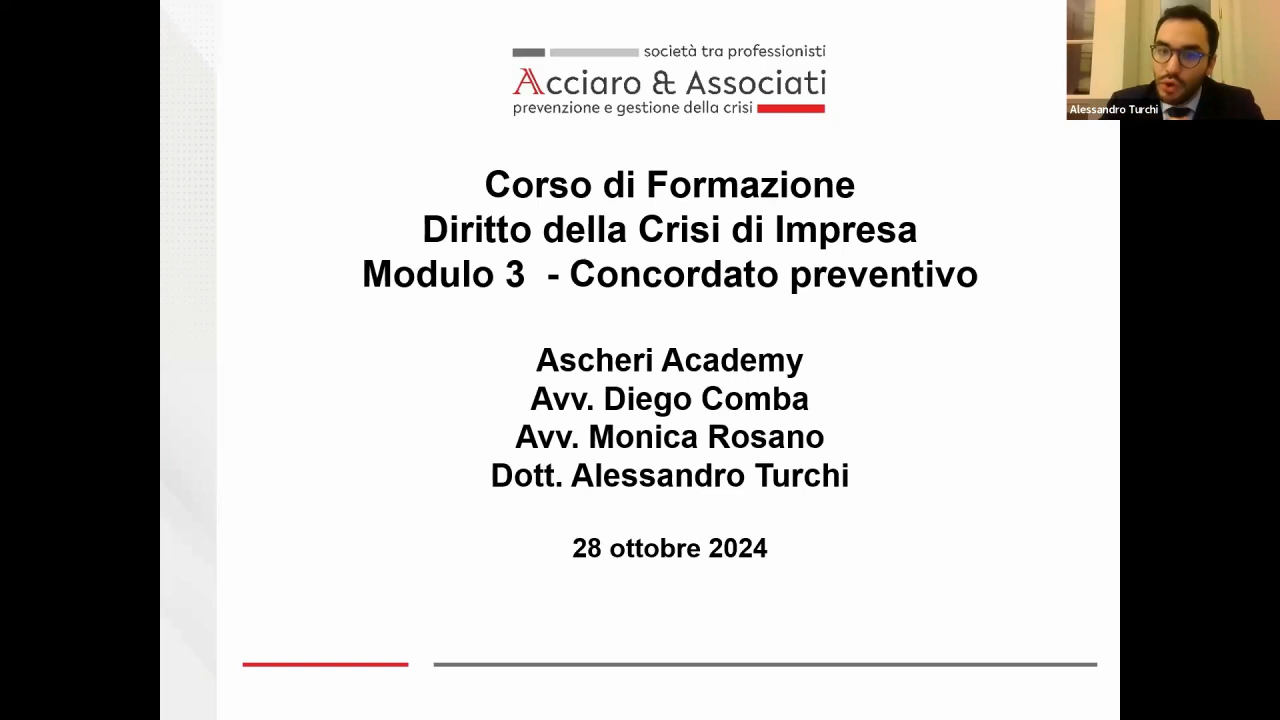 società tra professionisti
Acciaro & Associati
prevenzione e gestione della crisi
Alessandro Turchi
Corso di Formazione
Diritto della Crisi di Impresa
Modulo 3 - Concordato preventivo
Ascheri Academy
Avv. Diego Comba
Avv. Monica Rosano
Dott. Alessandro Turchi
28 ottobre 2024